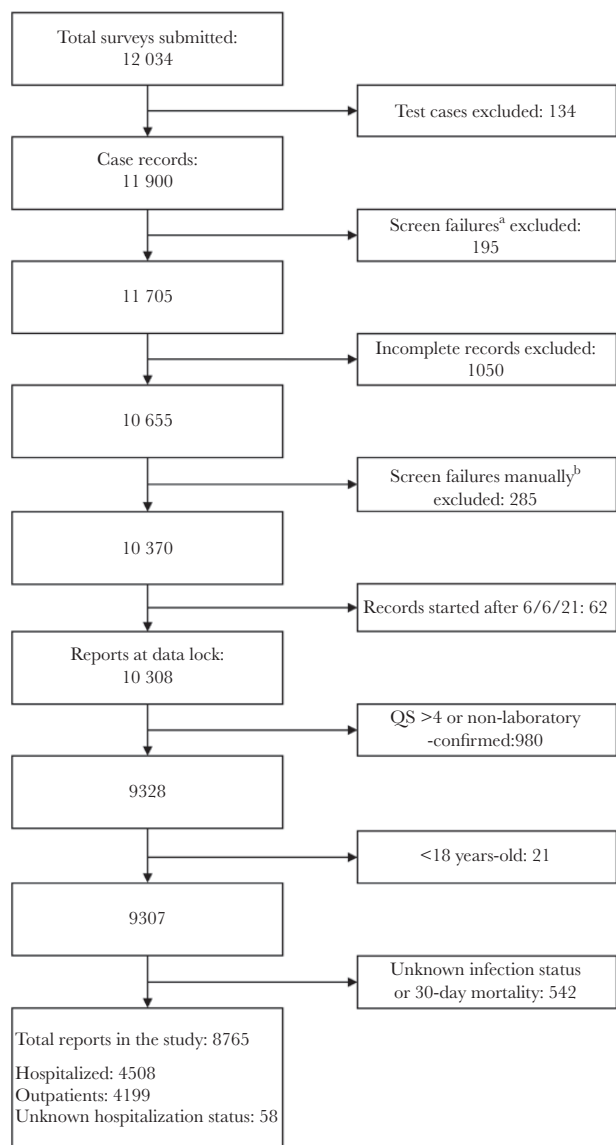 Total surveys submitted:
12 034
Test cases excluded: 134
Case records:
11 900
Screen failuresᵃ excluded:
195
11 705
Incomplete records excluded:
1050
10 655
Screen failures manuallyᵇ
excluded: 285
10 370
Records started after 6/6/21: 62
Reports at data lock:
10 308
QS >4 or non-laboratory
-confirmed:980
9328
<18 years-old: 21
9307
Unknown infection status
or 30-day mortality: 542
Total reports in the study: 8765
Hospitalized: 4508
Outpatients: 4199
Unknown hospitalization status: 58